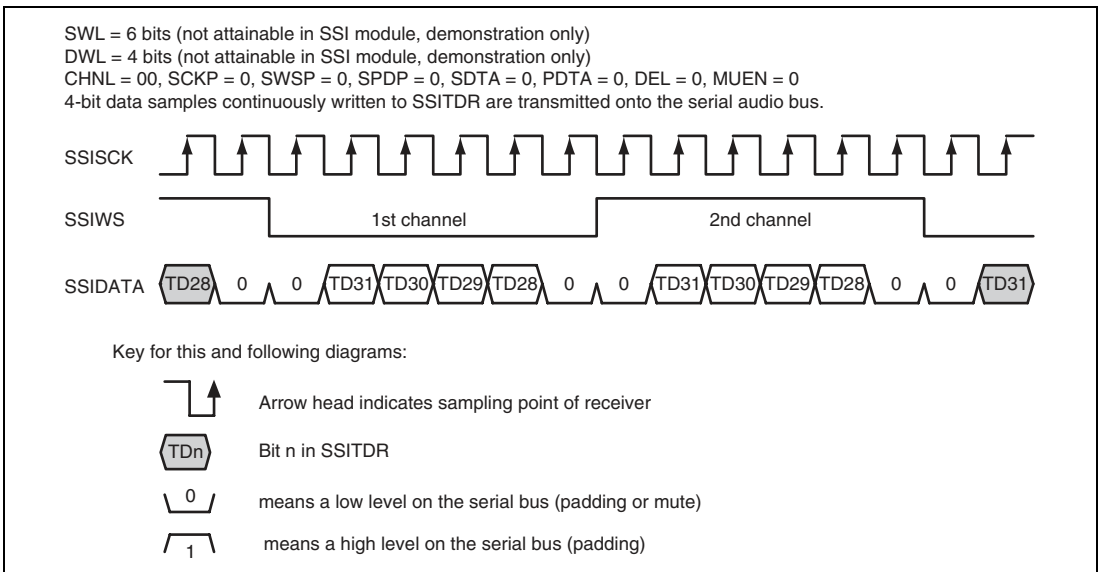 SWL = 6 bits (not attainable in SSI module, demonstration only)
DWL = 4 bits (not attainable in SSI module, demonstration only)
CHNL = 00, SCKP = 0, SWSP = 0, SPDP = 0, SDTA = 0, PDTA = 0, DEL = 0, MUEN = 0
4-bit data samples continuously written to SSITDR are transmitted onto the serial audio bus.
SSISCK
SSIWS 1st channel 2nd channel
SSIDATA TD28 0 0 TD31 TD30 TD29 TD28 0 0 TD31 TD30 TD29 TD28 0 0 TD31
Key for this and following diagrams:
Arrow head indicates sampling point of receiver
TDn Bit n in SSITDR
0 means a low level on the serial bus (padding or mute)
1 means a high level on the serial bus (padding)